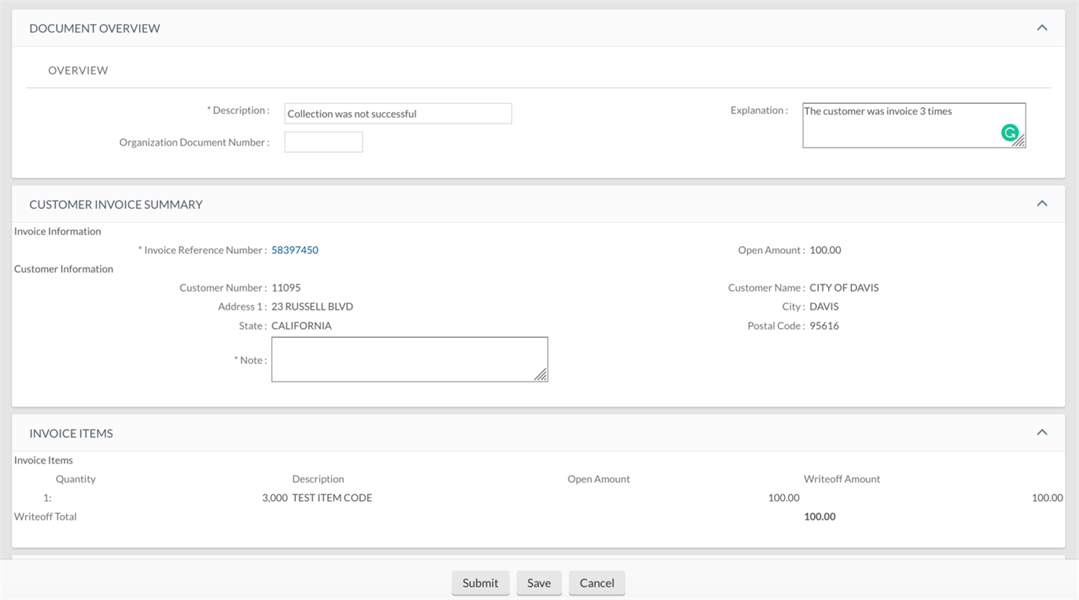 DOCUMENT OVERVIEW
OVERVIEW
* Description : Collection was not successful Explanation : The customer was invoice 3 times
Organization Document Number :
CUSTOMER INVOICE SUMMARY
Invoice Information
* Invoice Reference Number : 58397450 Open Amount : 100.00
Customer Information
Customer Number : 11095 Customer Name : CITY OF DAVIS
Address 1 : 23 RUSSELL BLVD City : DAVIS
State : CALIFORNIA Postal Code : 95616
* Note :
INVOICE ITEMS
Invoice Items
Quantity Description Open Amount Writeoff Amount
1: 3,000 TEST ITEM CODE 100.00 100.00
Writeoff Total 100.00
Submit Save Cancel